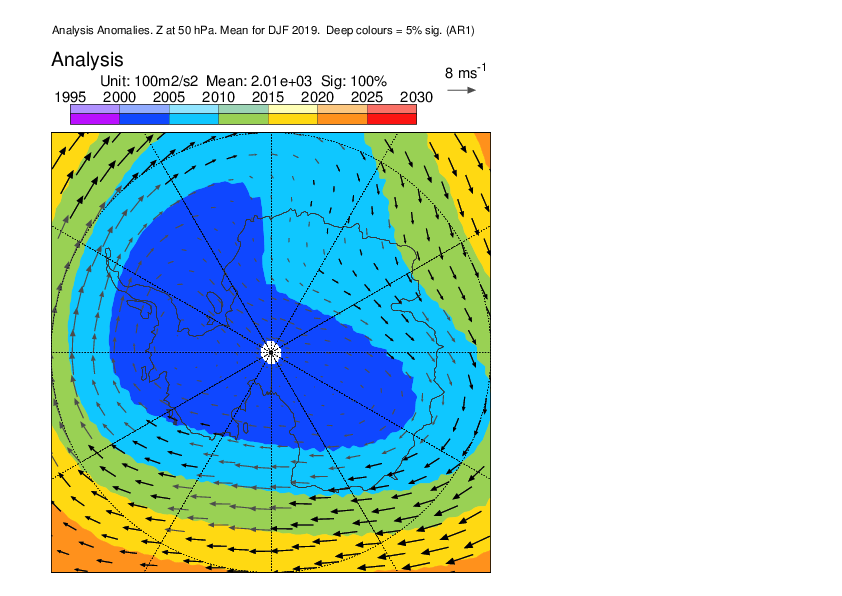 Analysis Anomalies. Z at 50 hPa. Mean for DJF 2019.  Deep colours = 5% sig. (AR1)
Analysis
8 ms-1
Unit: 100m2/s2  Mean: 2.01e+03  Sig: 100%
1995 2000 2005 2010 2015 2020 2025 2030